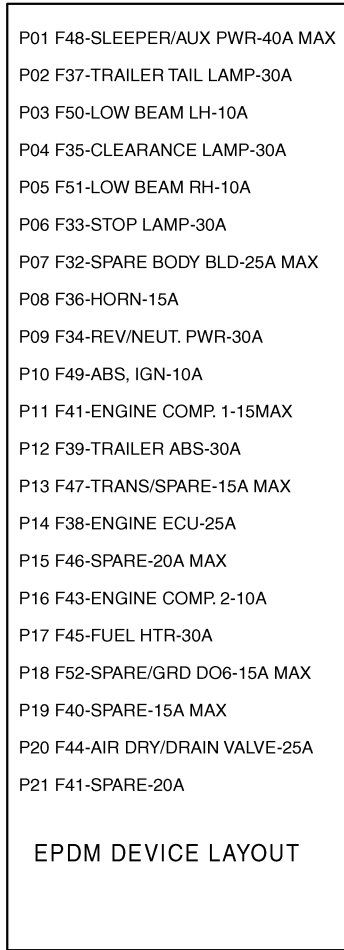 P01 F48-SLEEPER/AUX PWR-40A MAX
P02 F37-TRAILER TAIL LAMP-30A
P03 F50-LOW BEAM LH-10A
P04 F35-CLEARANCE LAMP-30A
P05 F51-LOW BEAM RH-10A
P06 F33-STOP LAMP-30A
P07 F32-SPARE BODY BLD-25A MAX
P08 F36-HORN-15A
P09 F34-REV/NEUT. PWR-30A
P10 F49-ABS, IGN-10A
P11 F41-ENGINE COMP. 1-15MAX
P12 F39-TRAILER ABS-30A
P13 F47-TRANS/SPARE-15A MAX
P14 F38-ENGINE ECU-25A
P15 F46-SPARE-20A MAX
P16 F43-ENGINE COMP. 2-10A
P17 F45-FUEL HTR-30A
P18 F52-SPARE/GRD DO6-15A MAX
P19 F40-SPARE-15A MAX
P20 F44-AIR DRY/DRAIN VALVE-25A
P21 F41-SPARE-20A
EPDM DEVICE LAYOUT